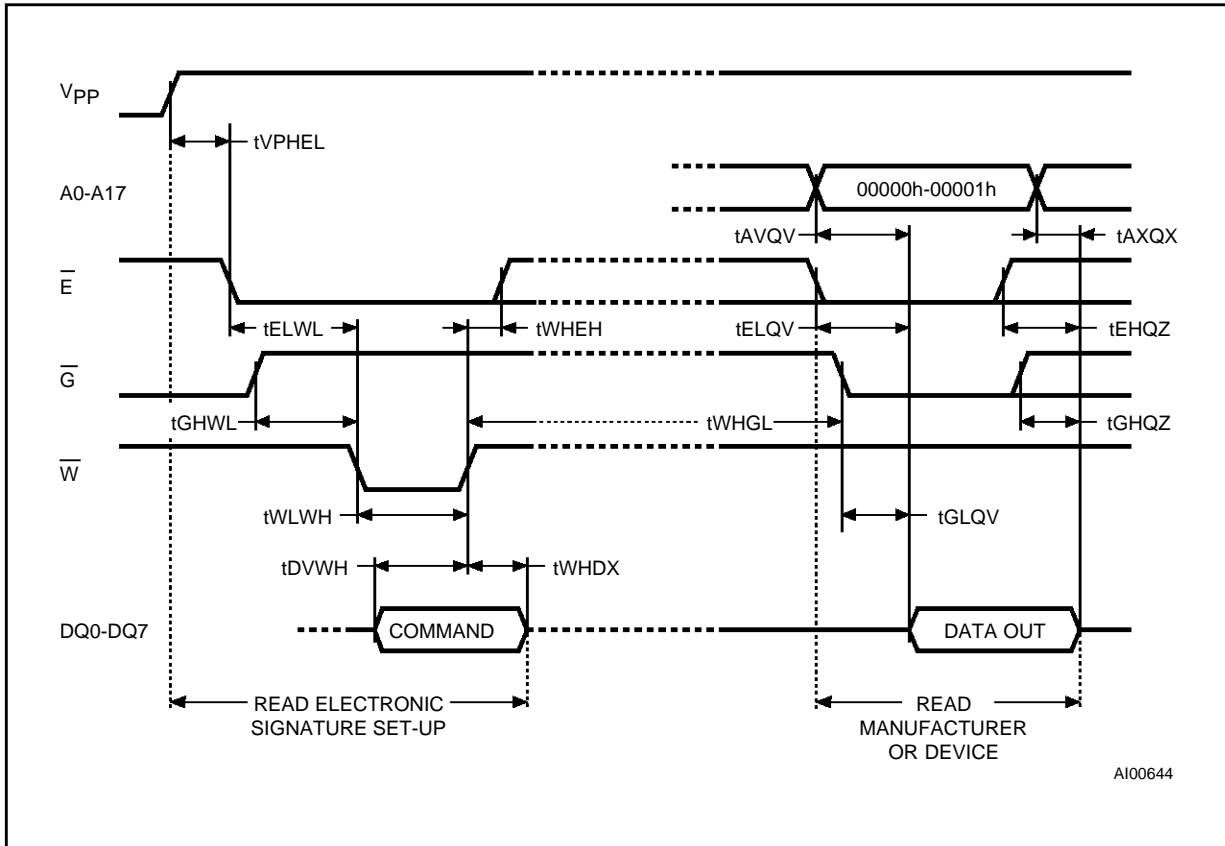 VPP
tVPHEL
A0-A17
00000h-00001h
tAVQV
tAXQX
E
tELWL
tWHEH
tELQV
tEHQZ
G
tGHWL
tWHGL
tGHQZ
W
tWLWH
tGLQV
tDVWH
tWHDX
DQ0-DQ7
COMMAND
DATA OUT
READ ELECTRONIC
SIGNATURE SET-UP
READ
MANUFACTURER
OR DEVICE
AI00644